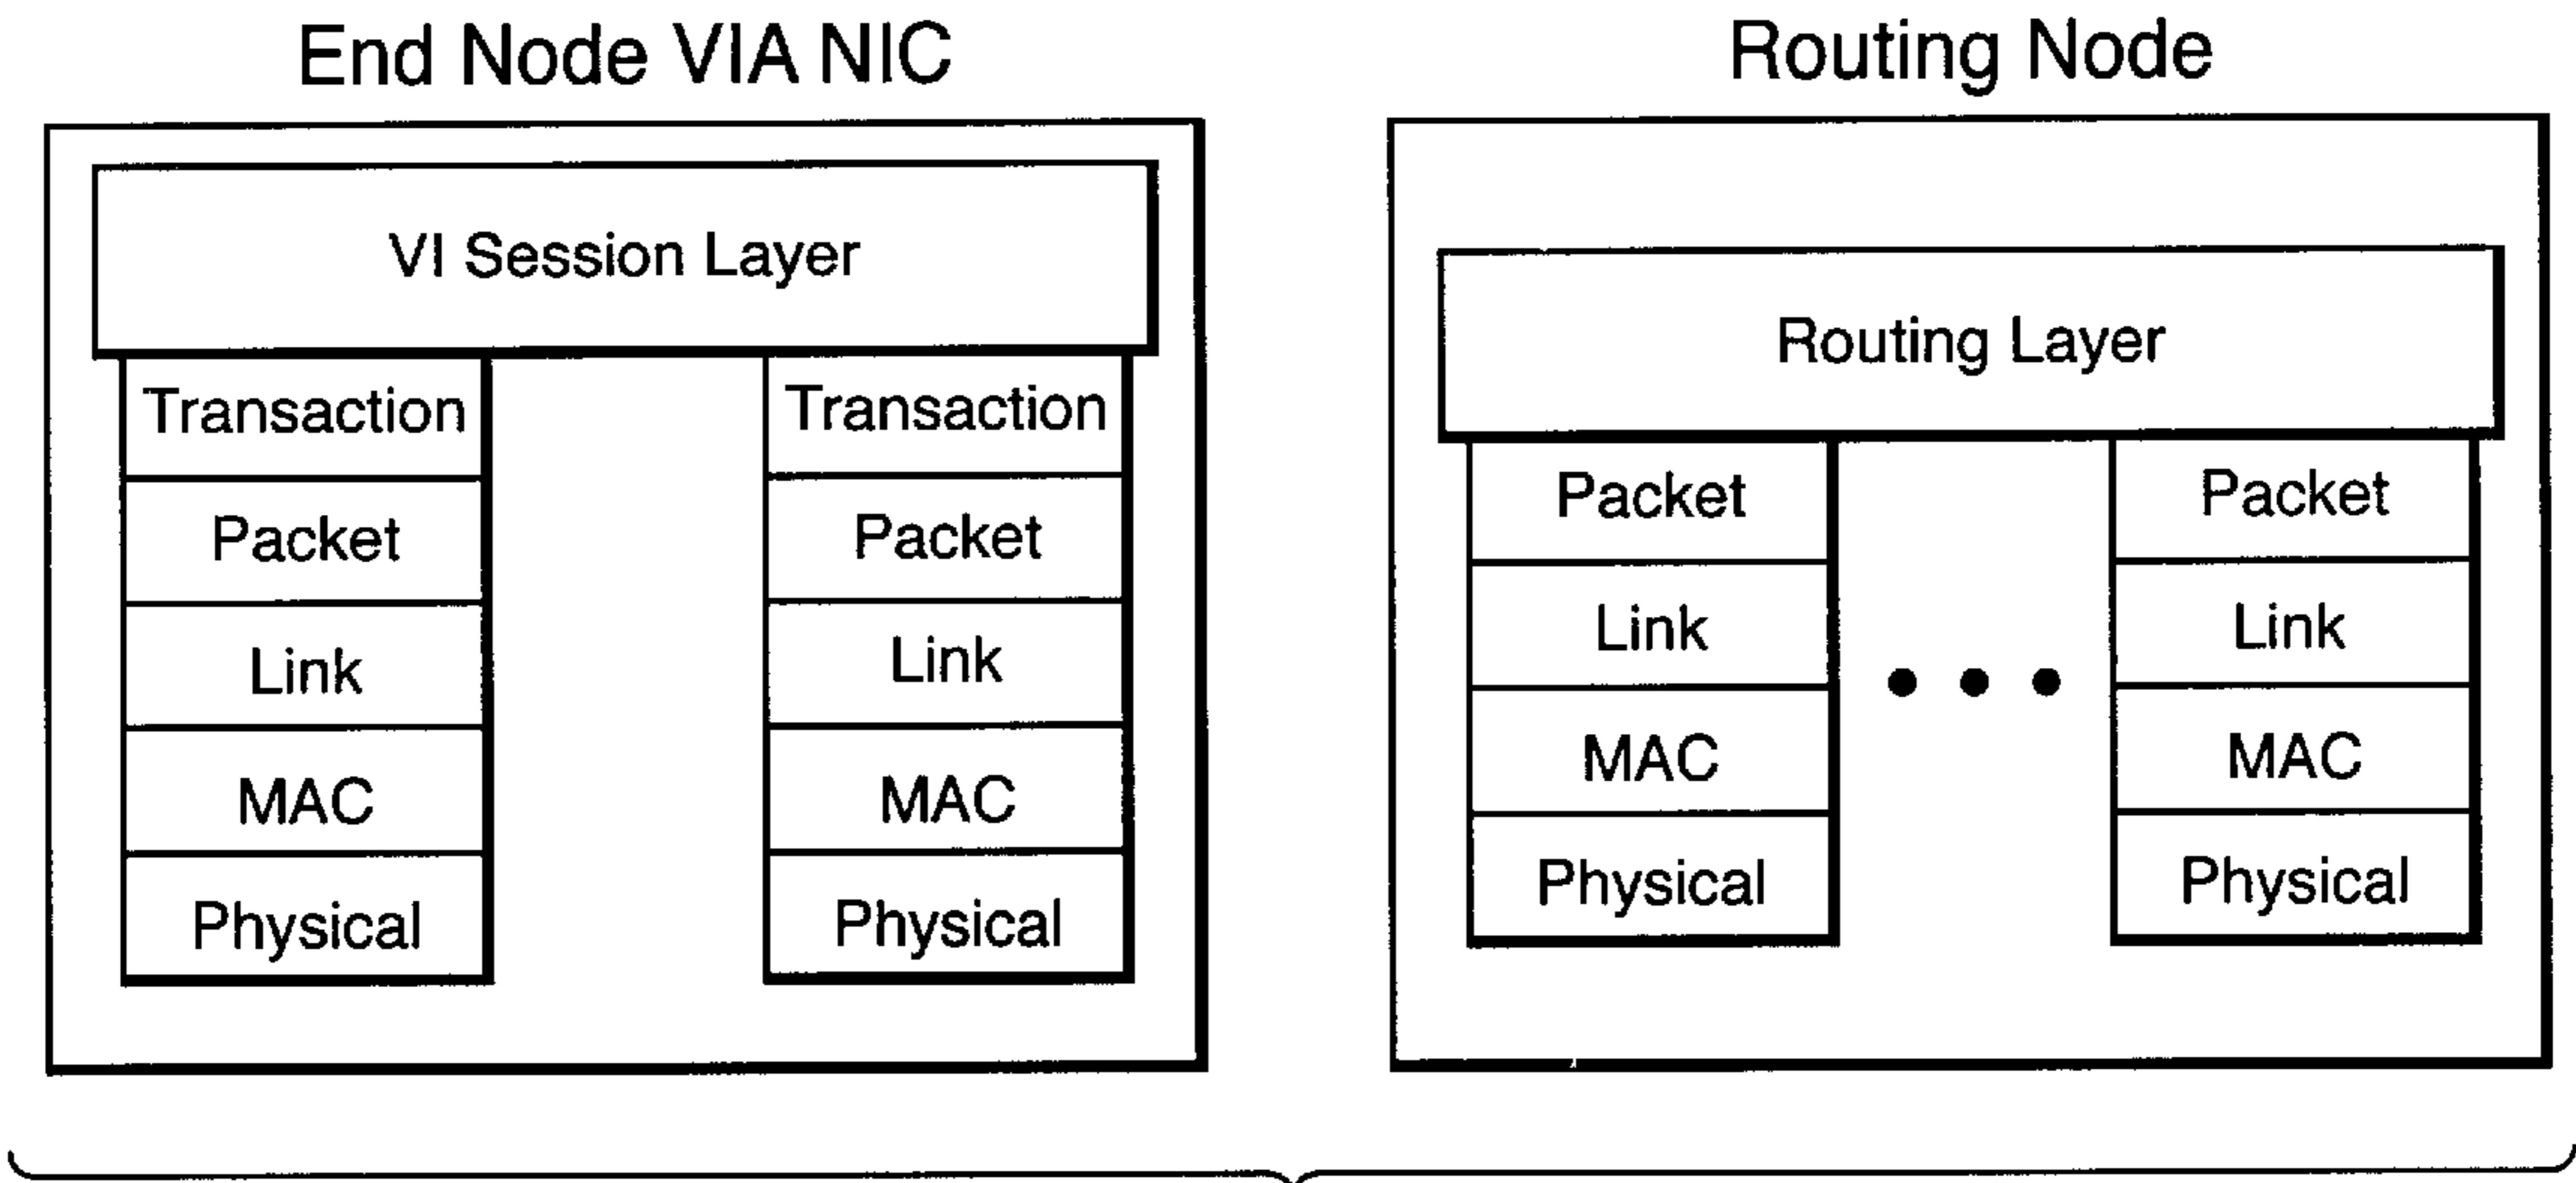 End Node VIA NIC
VI Session Layer
Transaction
Packet
Link
MAC
Physical
Transaction
Packet
Link
MAC
Physical
Routing Node
Routing Layer
Packet
Link
MAC
Physical
Packet
Link
MAC
Physical